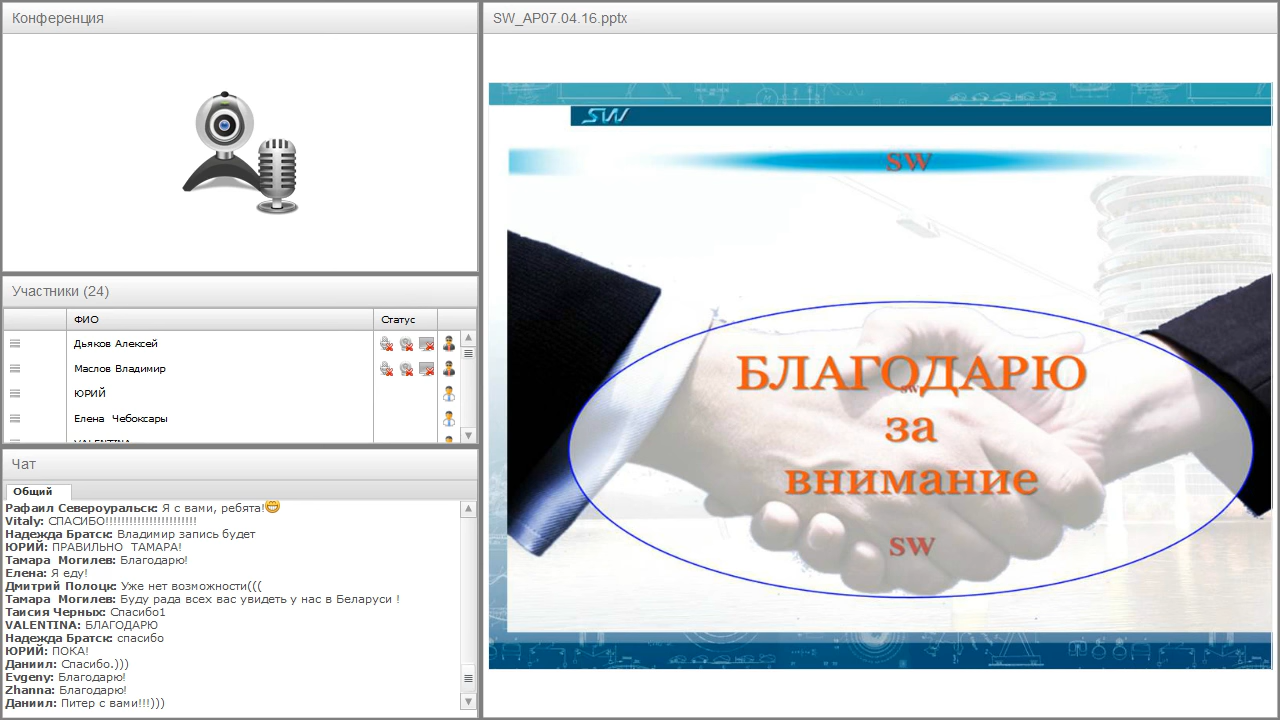 Конференция
Участники (24)
ФИО
Статус
Дьяков Алексей
Маслов Владимир
ЮРИЙ
Елена Чебоксары
VALENTINA
Чат
Общий
Рафаил Североуральск: Я с вами, ребята!
Vitaly: СПАСИБО!!!!!!!!!!!!!!!!!!!!!!!
Надежда Братск: Владимир запись будет
ЮРИЙ: ПРАВИЛЬНО ТАМАРА!
Тамара Могилев: Благодарю!
Елена: Я еду!
Дмитрий Полоцк: Уже нет возможности(((
Тамара Могилев: Буду рада всех вас увидеть у нас в Беларуси !
Таисия Черных: Спасибо1
VALENTINA: БЛАГОДАРЮ
Надежда Братск: спасибо
ЮРИЙ: ПОКА!
Даниил: Спасибо.)))
Evgeny: Благодарю!
Zhanna: Благодарю!
Даниил: Питер с вами!!!)))
SW_AP07.04.16.pptx
SW
SW
БЛАГОДАРЮ
SW
за
внимание
SW